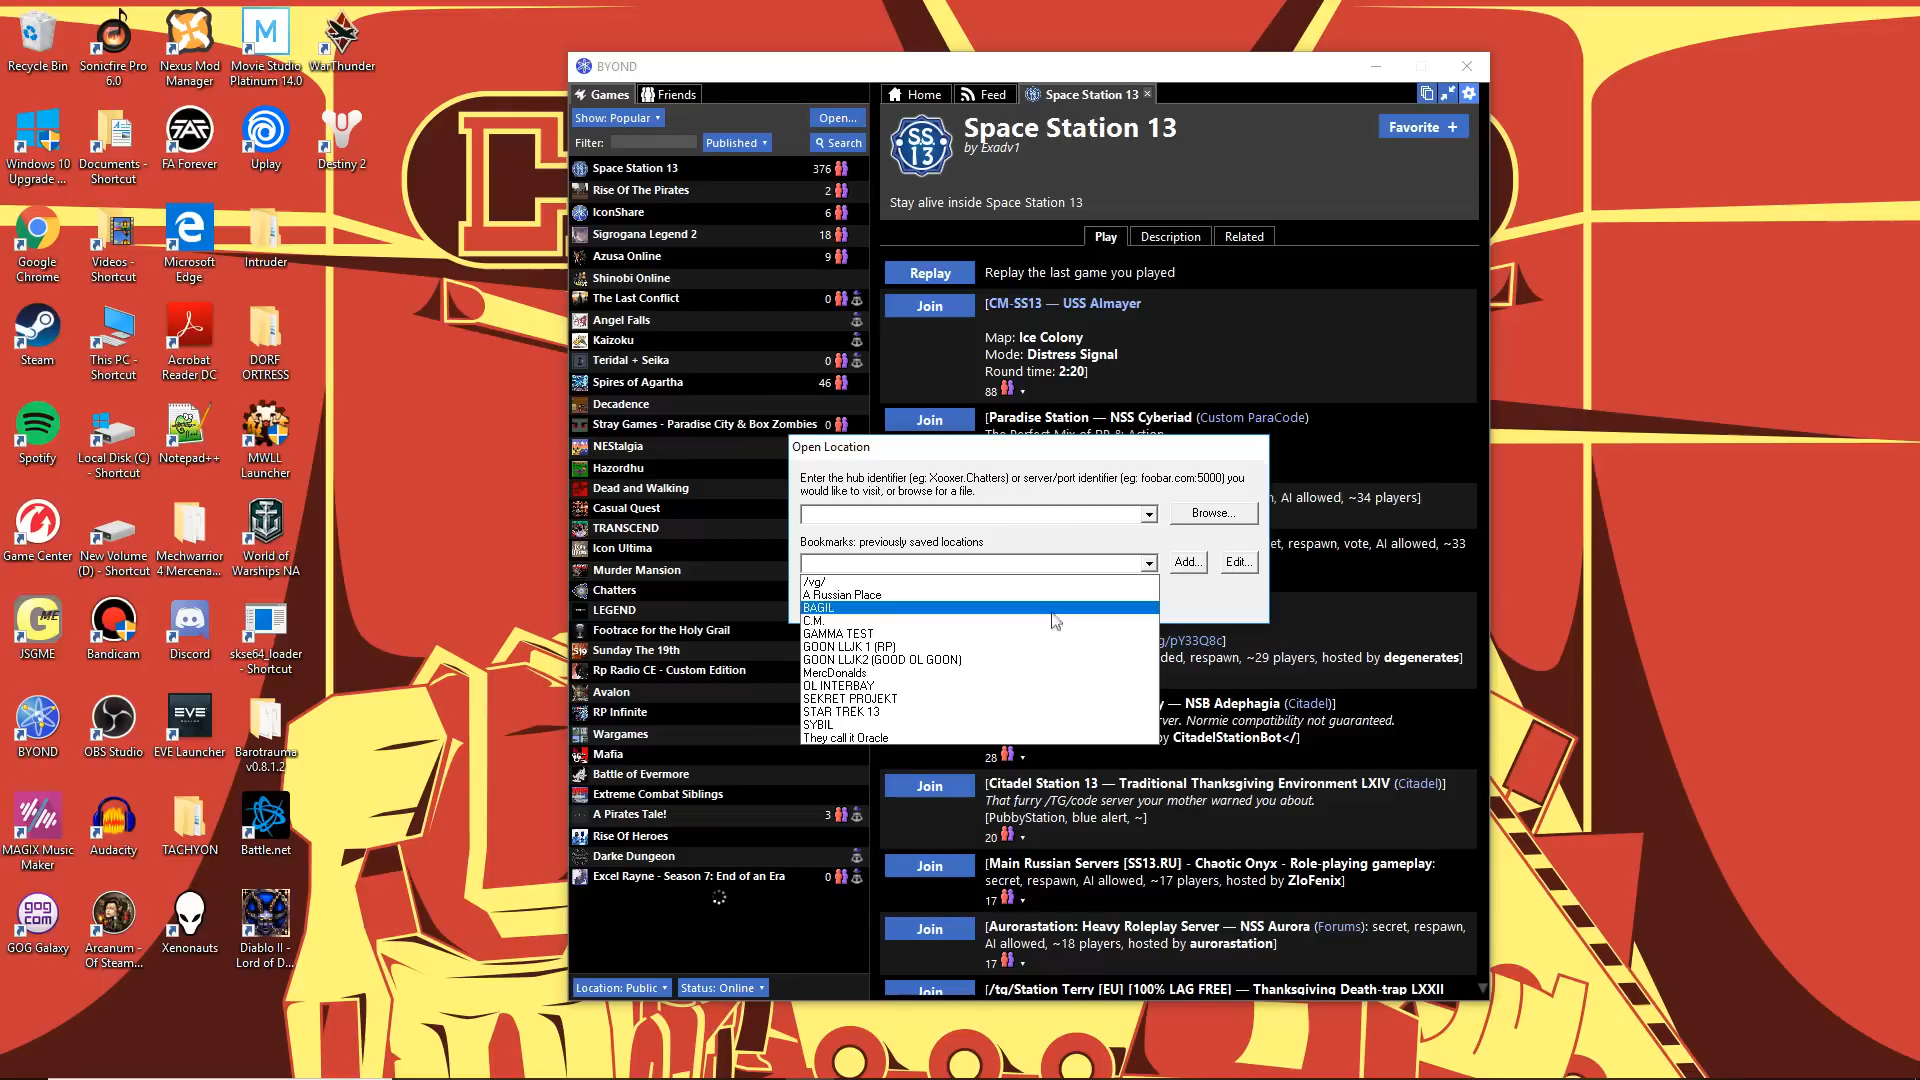 Recycle Bin
Sonicfire Pro
6.0
Nexus Mod
Manager
Movie Studio
Platinum 14.0
WarThunder
Windows 10
Upgrade ...
Documents -
Shortcut
FA Forever
Uplay
Destiny 2
Google
Chrome
Videos -
Shortcut
Microsoft
Edge
Intruder
Steam
This PC -
Shortcut
Acrobat
Reader DC
DORF
ORTRESS
Spotify
Local Disk (C)
- Shortcut
Notepad++
MWLL
Launcher
Game Center
New Volume
(D) - Shortcut
Mechwarrior
4 Mercena...
World of
Warships NA
JSGME
Bandicam
Discord
skse64_loader
- Shortcut
BYOND
OBS Studio
EVE Launcher
Barotrauma
v0.8.1.2
MAGIX Music
Maker
Audacity
TACHYON
Battle.net
GOG Galaxy
Arcanum -
Of Steam...
Xenonauts
Diablo II -
Lord of D...
BYOND
Games
Friends
Show: Popular
Open...
Filter:
Published
Search
Space Station 13 376
Rise Of The Pirates 2
IconShare 6
Sigrogana Legend 2 18
Azusa Online 9
Shinobi Online
The Last Conflict 0
Angel Falls
Kaizoku
Teridal + Seika 0
Spires of Agartha 46
Decadence
Stray Games - Paradise City & Box Zombies 0
NEStalgia
Hazordhu
Dead and Walking
Casual Quest
TRANSCEND
Icon Ultima
Murder Mansion
Chatters
LEGEND
Footrace for the Holy Grail
Sunday The 19th
Rp Radio CE - Custom Edition
Avalon
RP Infinite
Wargames
Mafia
Battle of Evermore
Extreme Combat Siblings
A Pirates Tale! 3
Rise Of Heroes
Darke Dungeon
Excel Rayne - Season 7: End of an Era 0
Location: Public
Status: Online
Home
Feed
Space Station 13
SS
13
Space Station 13
by Exadv1
Favorite +
Stay alive inside Space Station 13
Play
Description
Related
Replay
Replay the last game you played
Join
[CM-SS13 — USS Almayer
Map: Ice Colony
Mode: Distress Signal
Round time: 2:20]
88
Join
[Paradise Station — NSS Cyberiad (Custom ParaCode)
The Perfect Mix of RP & Action
Open Location
Enter the hub identifier (eg: Xooxer.Chatters) or server/port identifier (eg: foobar.com:5000) you
would like to visit, or browse for a file.
Browse...
Bookmarks: previously saved locations
Add...
Edit...
/vg/
A Russian Place
BAGIL
C.M.
GAMMA TEST
GOON LLJK 1 (RP)
GOON LLJK2 (GOOD OL GOON)
MercDonald's
OL INTERBAY
SEKRET PROJEKT
STAR TREK 13
SYBIL
They call it Oracle
, AI allowed, ~34 players]
et, respawn, vote, AI allowed, ~33
g/pY33Q8c]
ded, respawn, ~29 players, hosted by degenerates]
y — NSB Adephagia (Citadel)]
rver. Normie compatibility not guaranteed.
by CitadelStationBot</]
28
Join
[Citadel Station 13 — Traditional Thanksgiving Environment LXIV (Citadel)]
That furry /TG/code server your mother warned you about.
[PubbyStation, blue alert, ~]
20
Join
[Main Russian Servers [SS13.RU] - Chaotic Onyx - Role-playing gameplay:
secret, respawn, AI allowed, ~17 players, hosted by ZloFenix]
17
Join
[Aurorastation: Heavy Roleplay Server — NSS Aurora (Forums): secret, respawn,
AI allowed, ~18 players, hosted by aurorastation]
17
Join
[/tg/Station Terry [EU] [100% LAG FREE] — Thanksgiving Death-trap LXXII